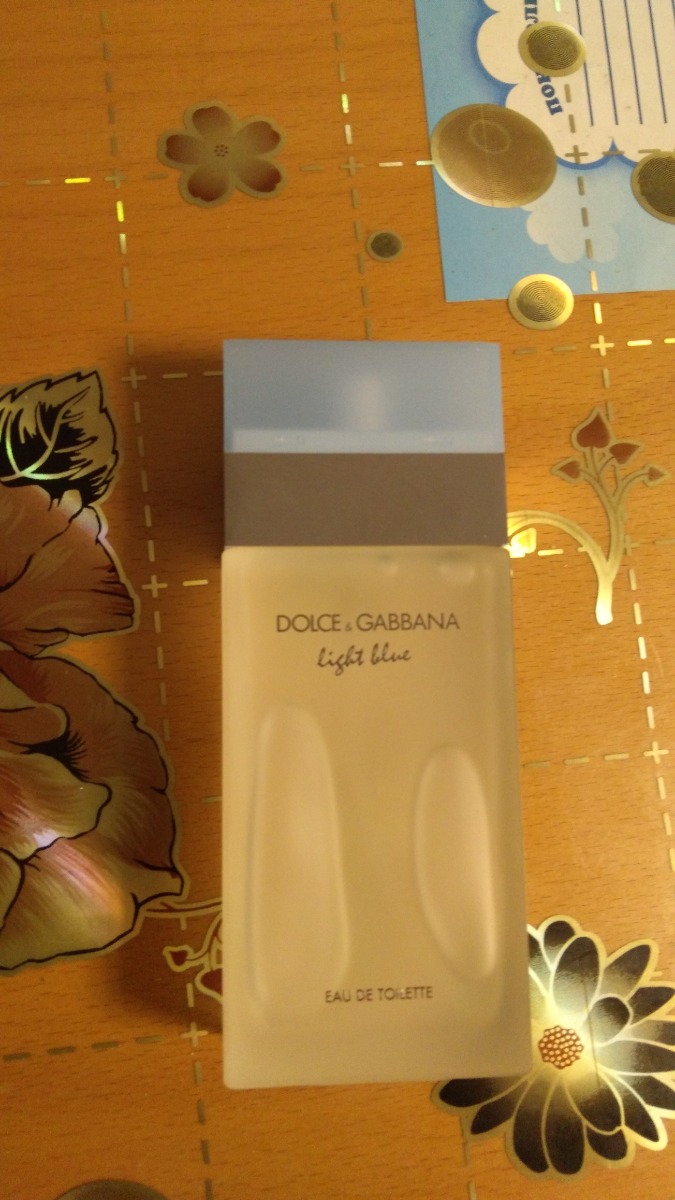 DOLCE & GABBANA
light blue
EAU DE TOILETTE